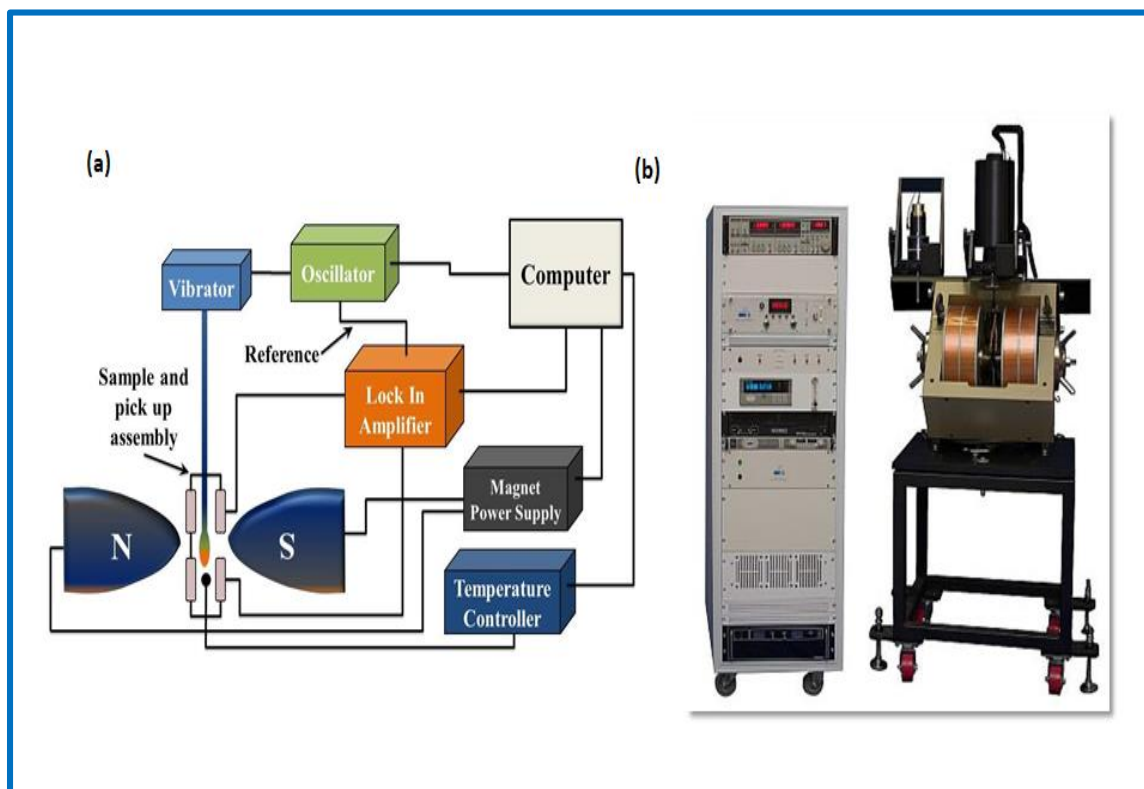 (a)
(b)
Vibrator
Oscillator
Computer
Reference
Sample and
pick up
assembly
Lock In
Amplifier
N
S
Magnet
Power Supply
Temperature
Controller